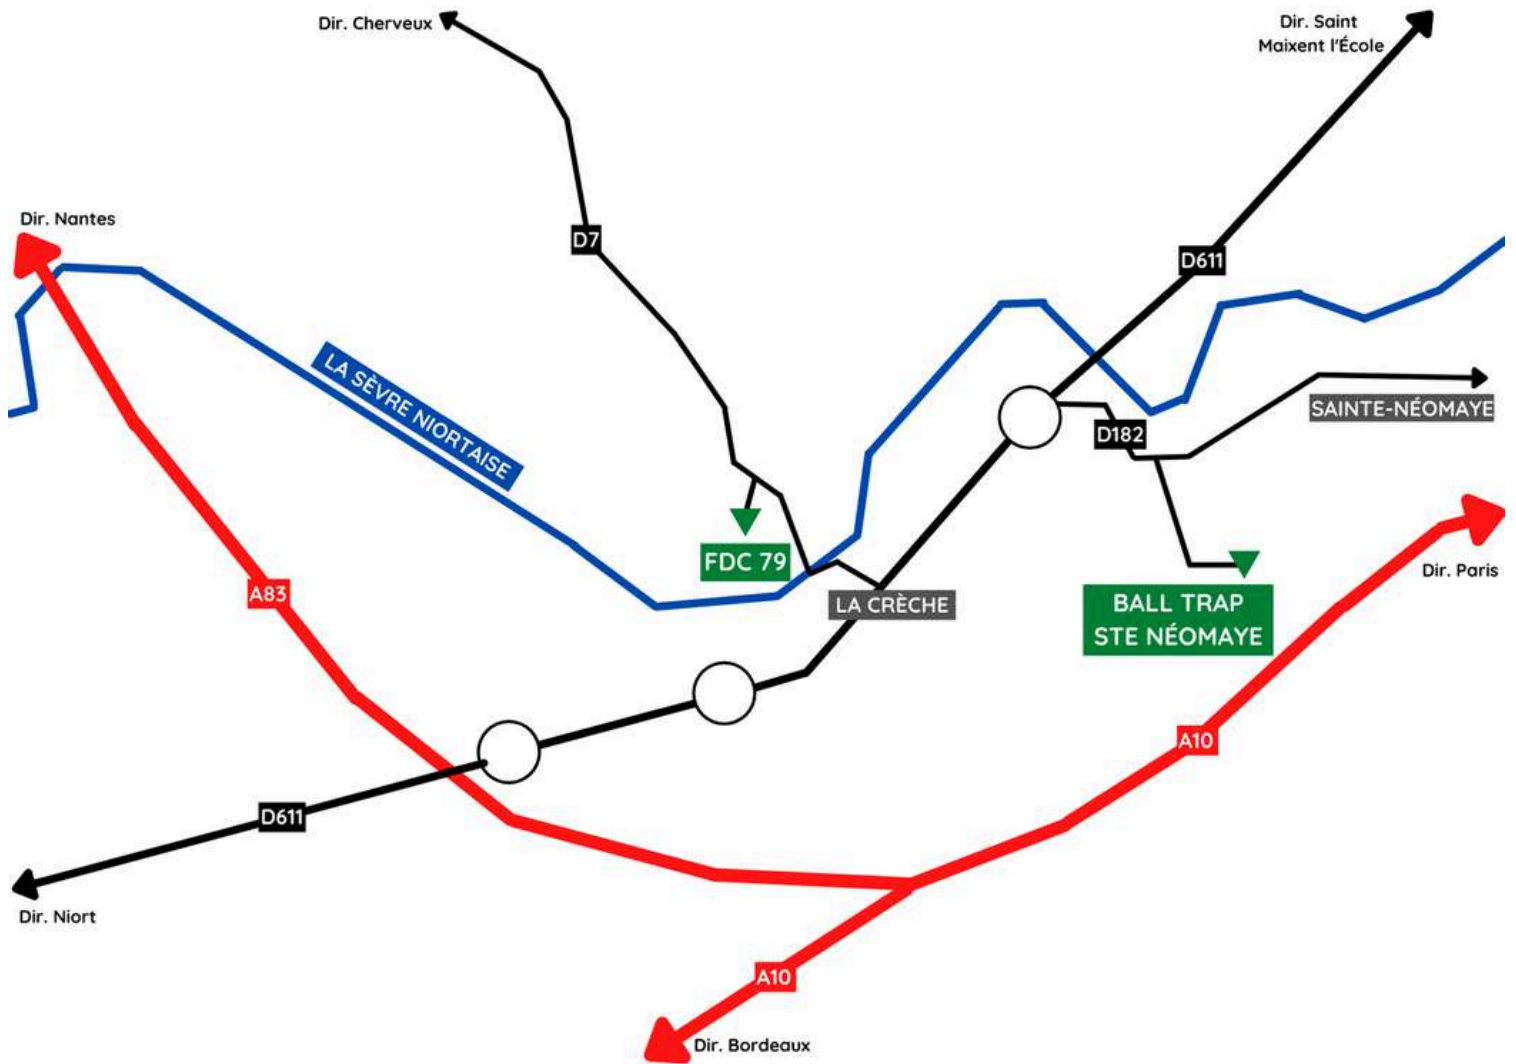 Dir. Cherveux
Dir. Saint
Maixent l'École
Dir. Nantes
D7
D611
LA SÈVRE NIORTAISE
SAINTE-NÉOMAYE
D182
FDC 79
Dir. Paris
A83
LA CRÈCHE
BALL TRAP
STE NÉOMAYE
A10
D611
Dir. Niort
A10
Dir. Bordeaux